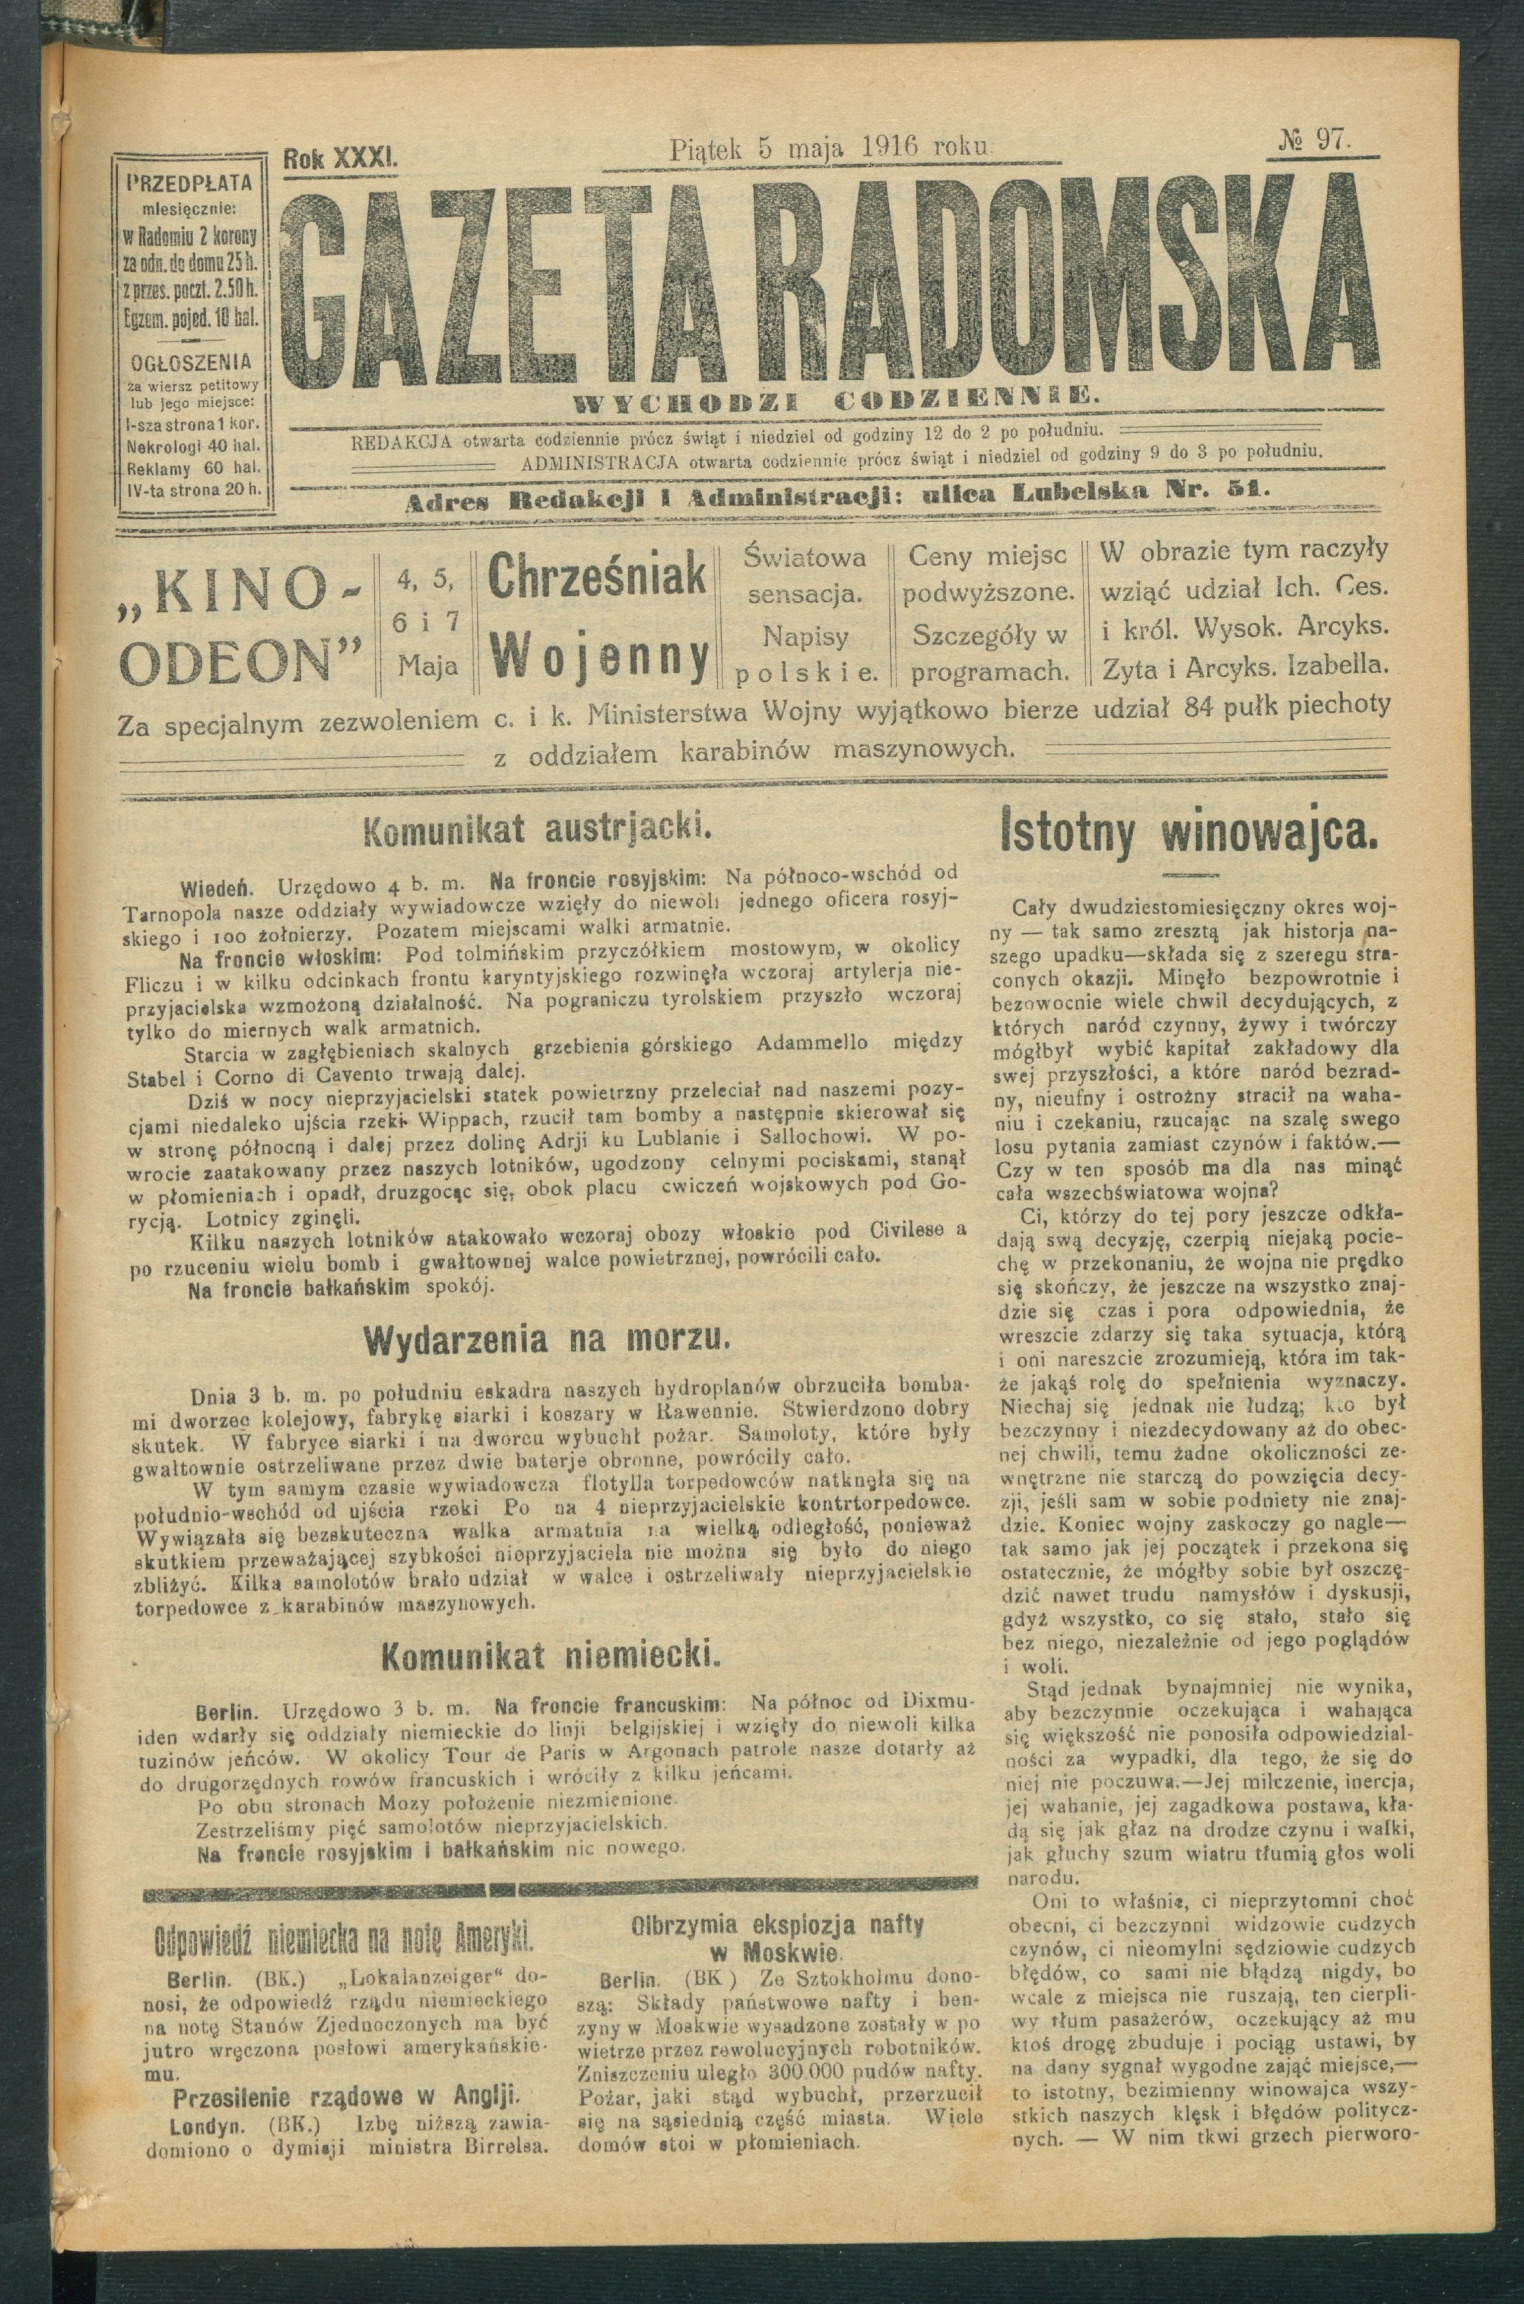 Rok XXXI.
Piątek 5 maja 1916 roku.
№ 97.
PRZEDPŁATA
miesięcznie:
w Radomiu 2 korony
za odn. do domu 25 h.
z przes. poczt. 2.50 h.
Egzem. pojed. 10 hal.
OGŁOSZENIA
za wiersz petitowy
lub jego miejsce:
I-sza strona 1 kor.
Nekrologi 40 hal.
Reklamy 60 hal.
IV-ta strona 20 h.
GAZETA RADOMSKA
WYCHODZI CODZIENNIE.
REDAKCJA otwarta codziennie prócz świąt i niedziel od godziny 12 do 2 po południu.
ADMINISTRACJA otwarta codziennie prócz świąt i niedziel od godziny 9 do 3 po południu.
Adres Redakcji i Administracji: ulica Lubelska Nr. 51.
„KINO-
ODEON”
4, 5,
6 i 7
Maja
Chrześniak
Wojenny
Światowa
sensacja.
Napisy
polskie.
Ceny miejsc
podwyższone.
Szczegóły w
programach.
W obrazie tym raczyły
wziąć udział Ich. Ces.
i król. Wysok. Arcyks.
Zyta i Arcyks. Izabella.
Za specjalnym zezwoleniem c. i k. Ministerstwa Wojny wyjątkowo bierze udział 84 pułk piechoty
z oddziałem karabinów maszynowych.
Komunikat austrjacki.
Wiedeń. Urzędowo 4 b. m. Na froncie rosyjskim: Na północo-wschód od
Tarnopola nasze oddziały wywiadowcze wzięły do niewoli jednego oficera rosyj-
skiego i 100 żołnierzy. Pozatem miejscami walki armatnie.
Na froncie włoskim: Pod tolmińskim przyczółkiem mostowym, w okolicy
Fliczu i w kilku odcinkach frontu karyntyjskiego rozwinęła wczoraj artylerja nie-
przyjacielska wzmożoną działalność. Na pograniczu tyrolskiem przyszło wczoraj
tylko do miernych walk armatnich.
Starcia w zagłębieniach skalnych grzebienia górskiego Adammello między
Stabel i Corno di Cavento trwają dalej.
Dziś w nocy nieprzyjacielski statek powietrzny przeleciał nad naszemi pozy-
cjami niedaleko ujścia rzeki Wippach, rzucił tam bomby a następnie skierował się
w stronę północną i dalej przez dolinę Adrji ku Lublanie i Sallochowi. W po-
wrocie zaatakowany przez naszych lotników, ugodzony celnymi pociskami, stanął
w płomieniach i opadł, druzgocąc się, obok placu cwiczeń wojskowych pod Go-
rycją. Lotnicy zginęli.
Kilku naszych lotników atakowało wczoraj obozy włoskie pod Civilese a
po rzuceniu wielu bomb i gwałtownej walce powietrznej, powrócili cało.
Na froncie bałkańskim spokój.
Wydarzenia na morzu.
Dnia 3 b. m. po południu eskadra naszych hydroplanów obrzuciła bomba-
mi dworzec kolejowy, fabrykę siarki i koszary w Rawennie. Stwierdzono dobry
skutek. W fabryce siarki i na dworcu wybuchł pożar. Samoloty, które były
gwałtownie ostrzeliwane przez dwie baterje obronne, powróciły cało.
W tym samym czasie wywiadowcza flotylla torpedowców natknęła się na
południo-wschód od ujścia rzeki Po na 4 nieprzyjacielskie kontrtorpedowce.
Wywiązała się bezskuteczna walka armatnia na wielką odległość, ponieważ
skutkiem przeważającej szybkości nieprzyjaciela nie można się było do niego
zbliżyć. Kilka samolotów brało udział w walce i ostrzeliwały nieprzyjacielskie
torpedowce z karabinów maszynowych.
Komunikat niemiecki.
Berlin. Urzędowo 3 b. m. Na froncie francuskim: Na północ od Dixmu-
iden wdarły się oddziały niemieckie do linji belgijskiej i wzięły do niewoli kilka
tuzinów jeńców. W okolicy Tour de Paris w Argonach patrole nasze dotarły aż
do drugorzędnych rowów francuskich i wróciły z kilku jeńcami.
Po obu stronach Mozy położenie niezmienione.
Zestrzeliśmy pięć samolotów nieprzyjacielskich.
Na froncie rosyjskim i bałkańskim nic nowego.
Odpowiedź niemiecka na notę Ameryki.
Berlin. (BK.) „Lokalanzeiger“ do-
nosi, że odpowiedź rządu niemieckiego
na notę Stanów Zjednoczonych ma być
jutro wręczona posłowi amerykańskie-
mu.
Przesilenie rządowe w Anglji.
Londyn. (BK.) Izbę niższą zawia-
domiono o dymisji ministra Birrelsa.
Olbrzymia eksplozja nafty
w Moskwie.
Berlin. (BK) Ze Sztokholmu dono-
szą: Składy państwowe nafty i ben-
zyny w Moskwie wysadzone zostały w po
wietrze przez rewolucyjnych robotników.
Zniszczeniu uległo 300.000 pudów nafty.
Pożar, jaki stąd wybuchł, przerzucił
się na sąsiednią część miasta. Wiele
domów stoi w płomieniach.
Istotny winowajca.
Cały dwudziestomiesięczny okres woj-
ny — tak samo zresztą jak historja na-
szego upadku—składa się z szeregu stra-
conych okazji. Minęło bezpowrotnie i
bezowocnie wiele chwil decydujących, z
których naród czynny, żywy i twórczy
mógłbył wybić kapitał zakładowy dla
swej przyszłości, a które naród bezrad-
ny, nieufny i ostrożny stracił na waha-
niu i czekaniu, rzucając na szalę swego
losu pytania zamiast czynów i faktów.—
Czy w ten sposób ma dla nas minąć
cała wszechświatowa wojna?
Ci, którzy do tej pory jeszcze odkła-
dają swą decyzję, czerpią niejaką pocie-
chę w przekonaniu, że wojna nie prędko
się skończy, że jeszcze na wszystko znaj-
dzie się czas i pora odpowiednia, że
wreszcie zdarzy się taka sytuacja, którą
i oni nareszcie zrozumieją, która im tak-
że jakąś rolę do spełnienia wyznaczy.
Niechaj się jednak nie łudzą; kto był
bezczynny i niezdecydowany aż do obec-
nej chwili, temu żadne okoliczności ze-
wnętrzne nie starczą do powzięcia decy-
zji, jeśli sam w sobie podniety nie znaj-
dzie. Koniec wojny zaskoczy go nagle—
tak samo jak jej początek i przekona się
ostatecznie, że mógłby sobie był oszczę-
dzić nawet trudu namysłów i dyskusji,
gdyż wszystko, co się stało, stało się
bez niego, niezależnie od jego poglądów
i woli.
Stąd jednak bynajmniej nie wynika,
aby bezczynnie oczekująca i wahająca
się większość nie ponosiła odpowiedzial-
ności za wypadki, dla tego, że się do
niej nie poczuwa.—Jej milczenie, inercja,
jej wahanie, jej zagadkowa postawa, kła-
dą się jak głaz na drodze czynu i walki,
jak głuchy szum wiatru tłumią głos woli
narodu.
Oni to właśnie, ci nieprzytomni choć
obecni, ci bezczynni widzowie cudzych
czynów, ci nieomylni sędziowie cudzych
błędów, co sami nie błądzą nigdy, bo
wcale z miejsca nie ruszają, ten cierpli-
wy tłum pasażerów, oczekujący aż mu
ktoś drogę zbuduje i pociąg ustawi, by
na dany sygnał wygodne zająć miejsce,—
to istotny, bezimienny winowajca wszy-
stkich naszych klęsk i błędów politycz-
nych. — W nim tkwi grzech pierworo-